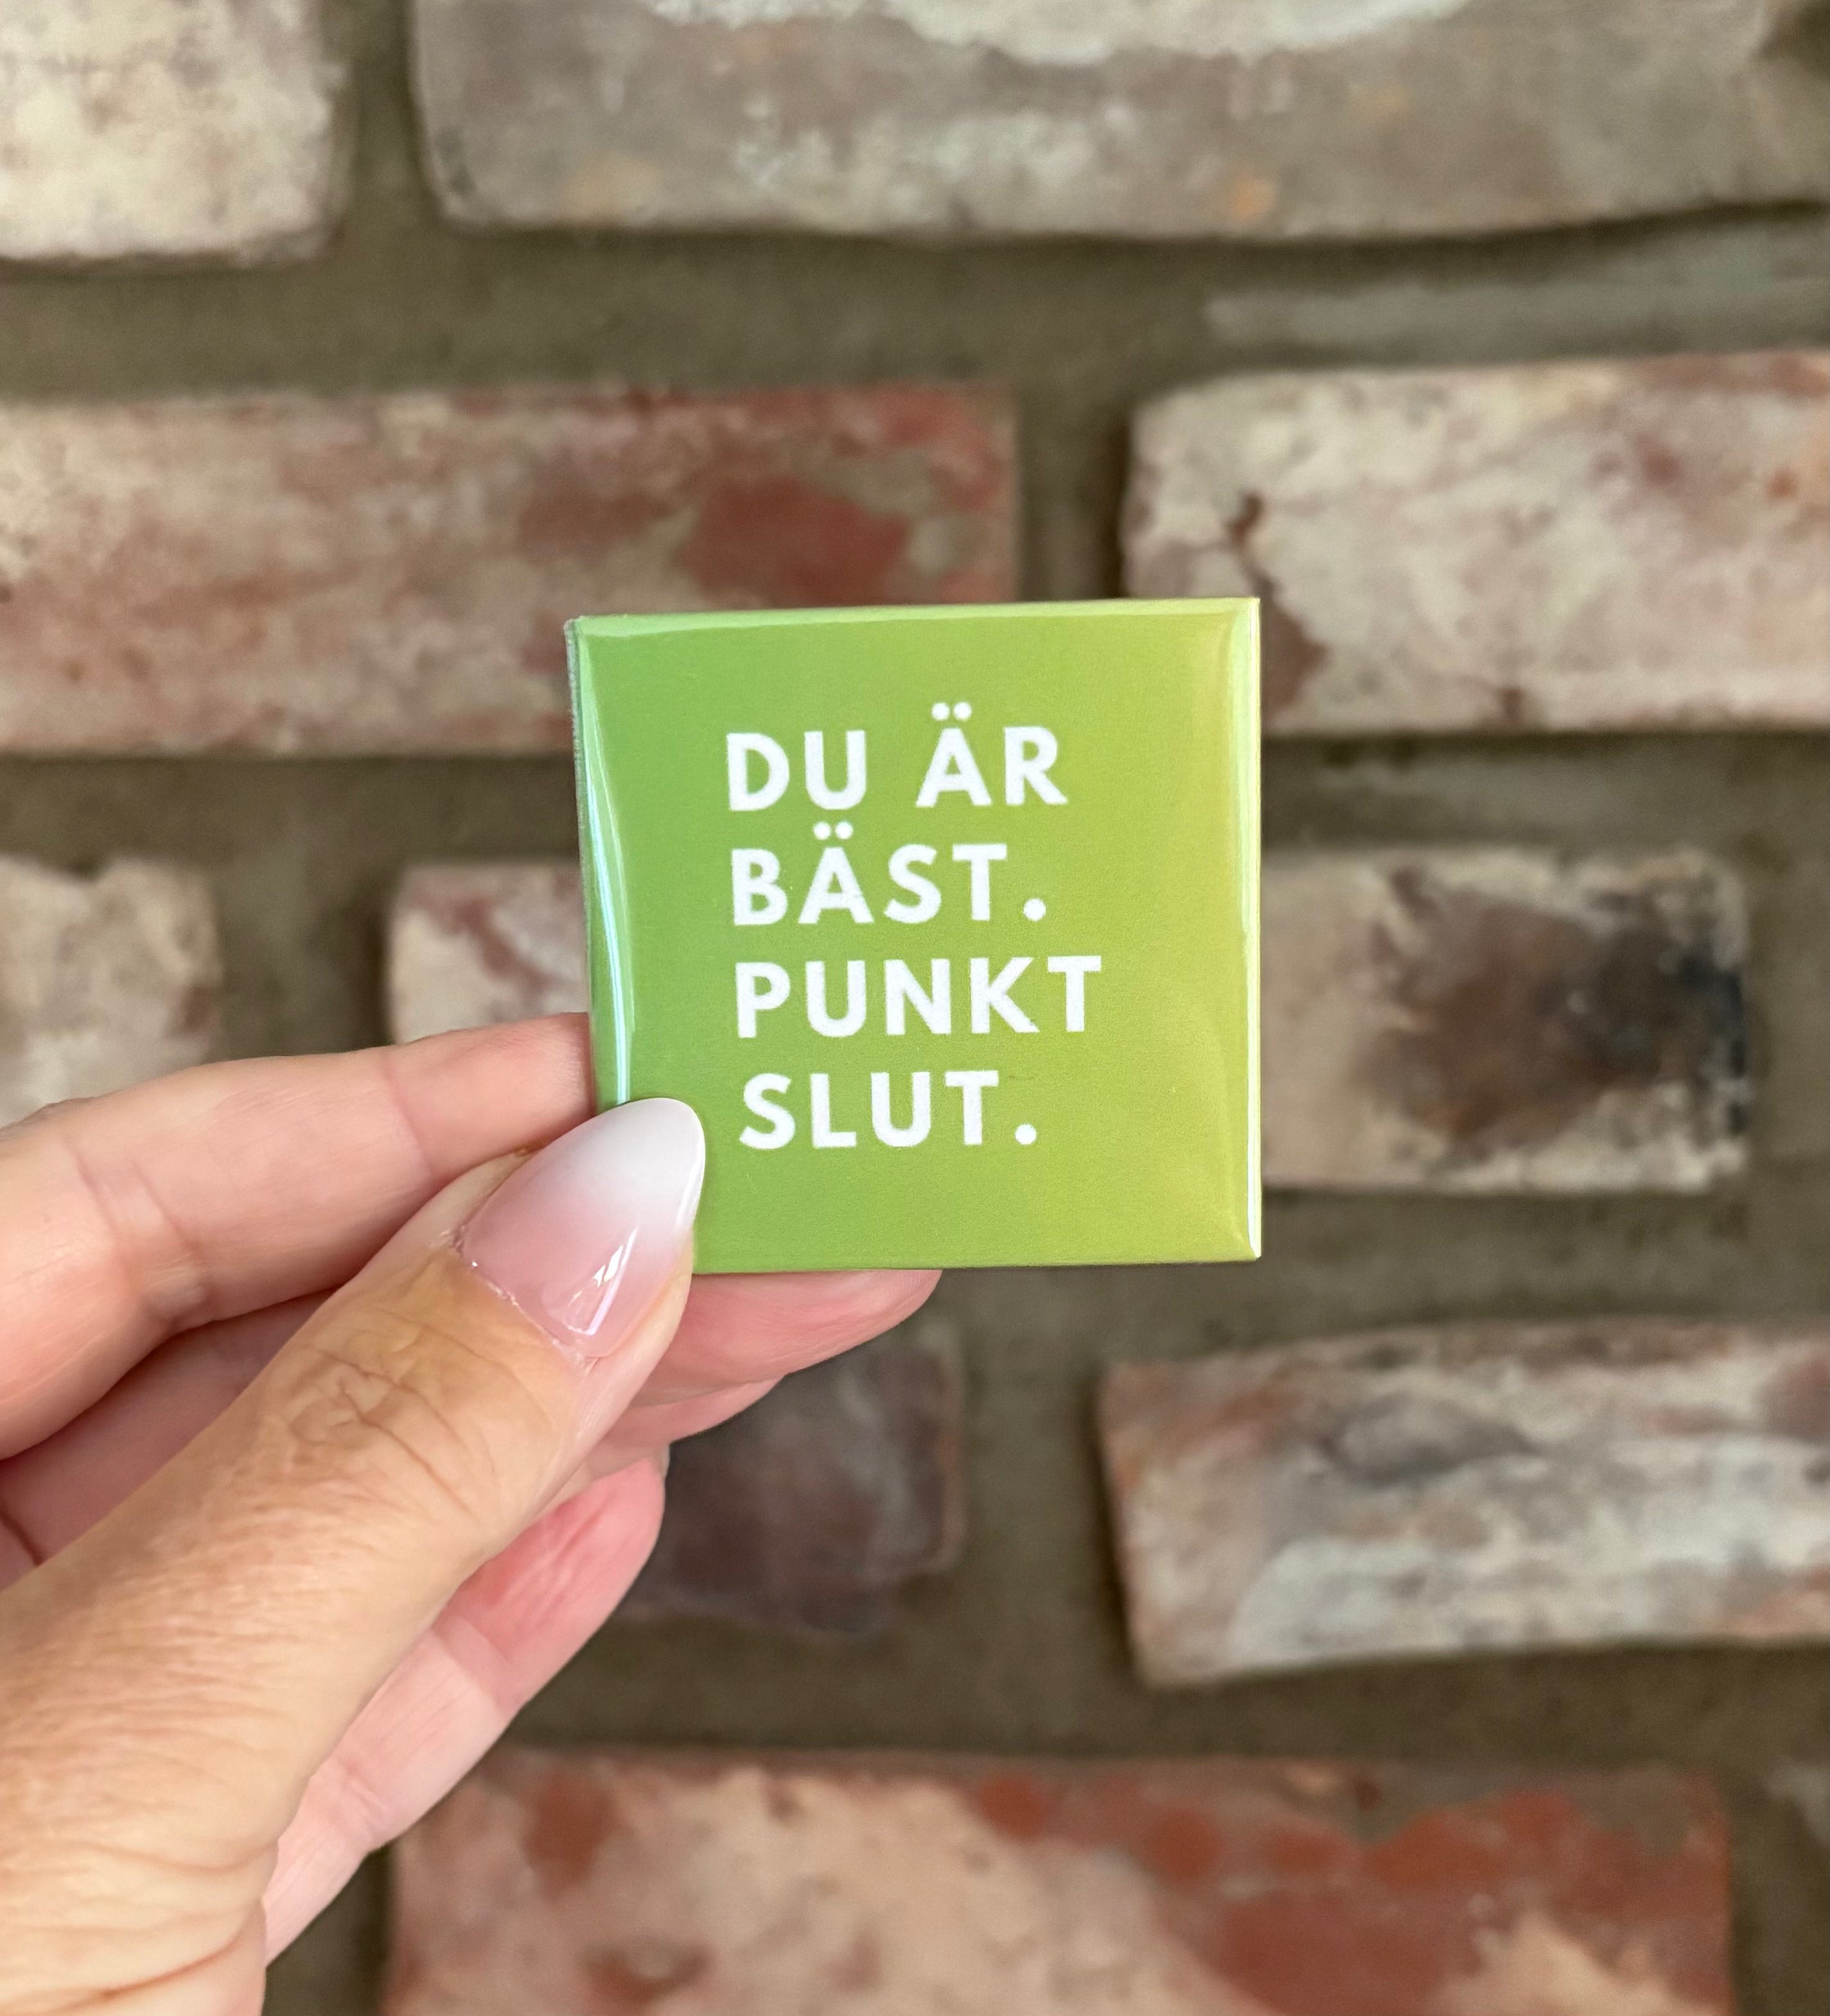 DU ÄR
BÄST.
PUNKT
SLUT.